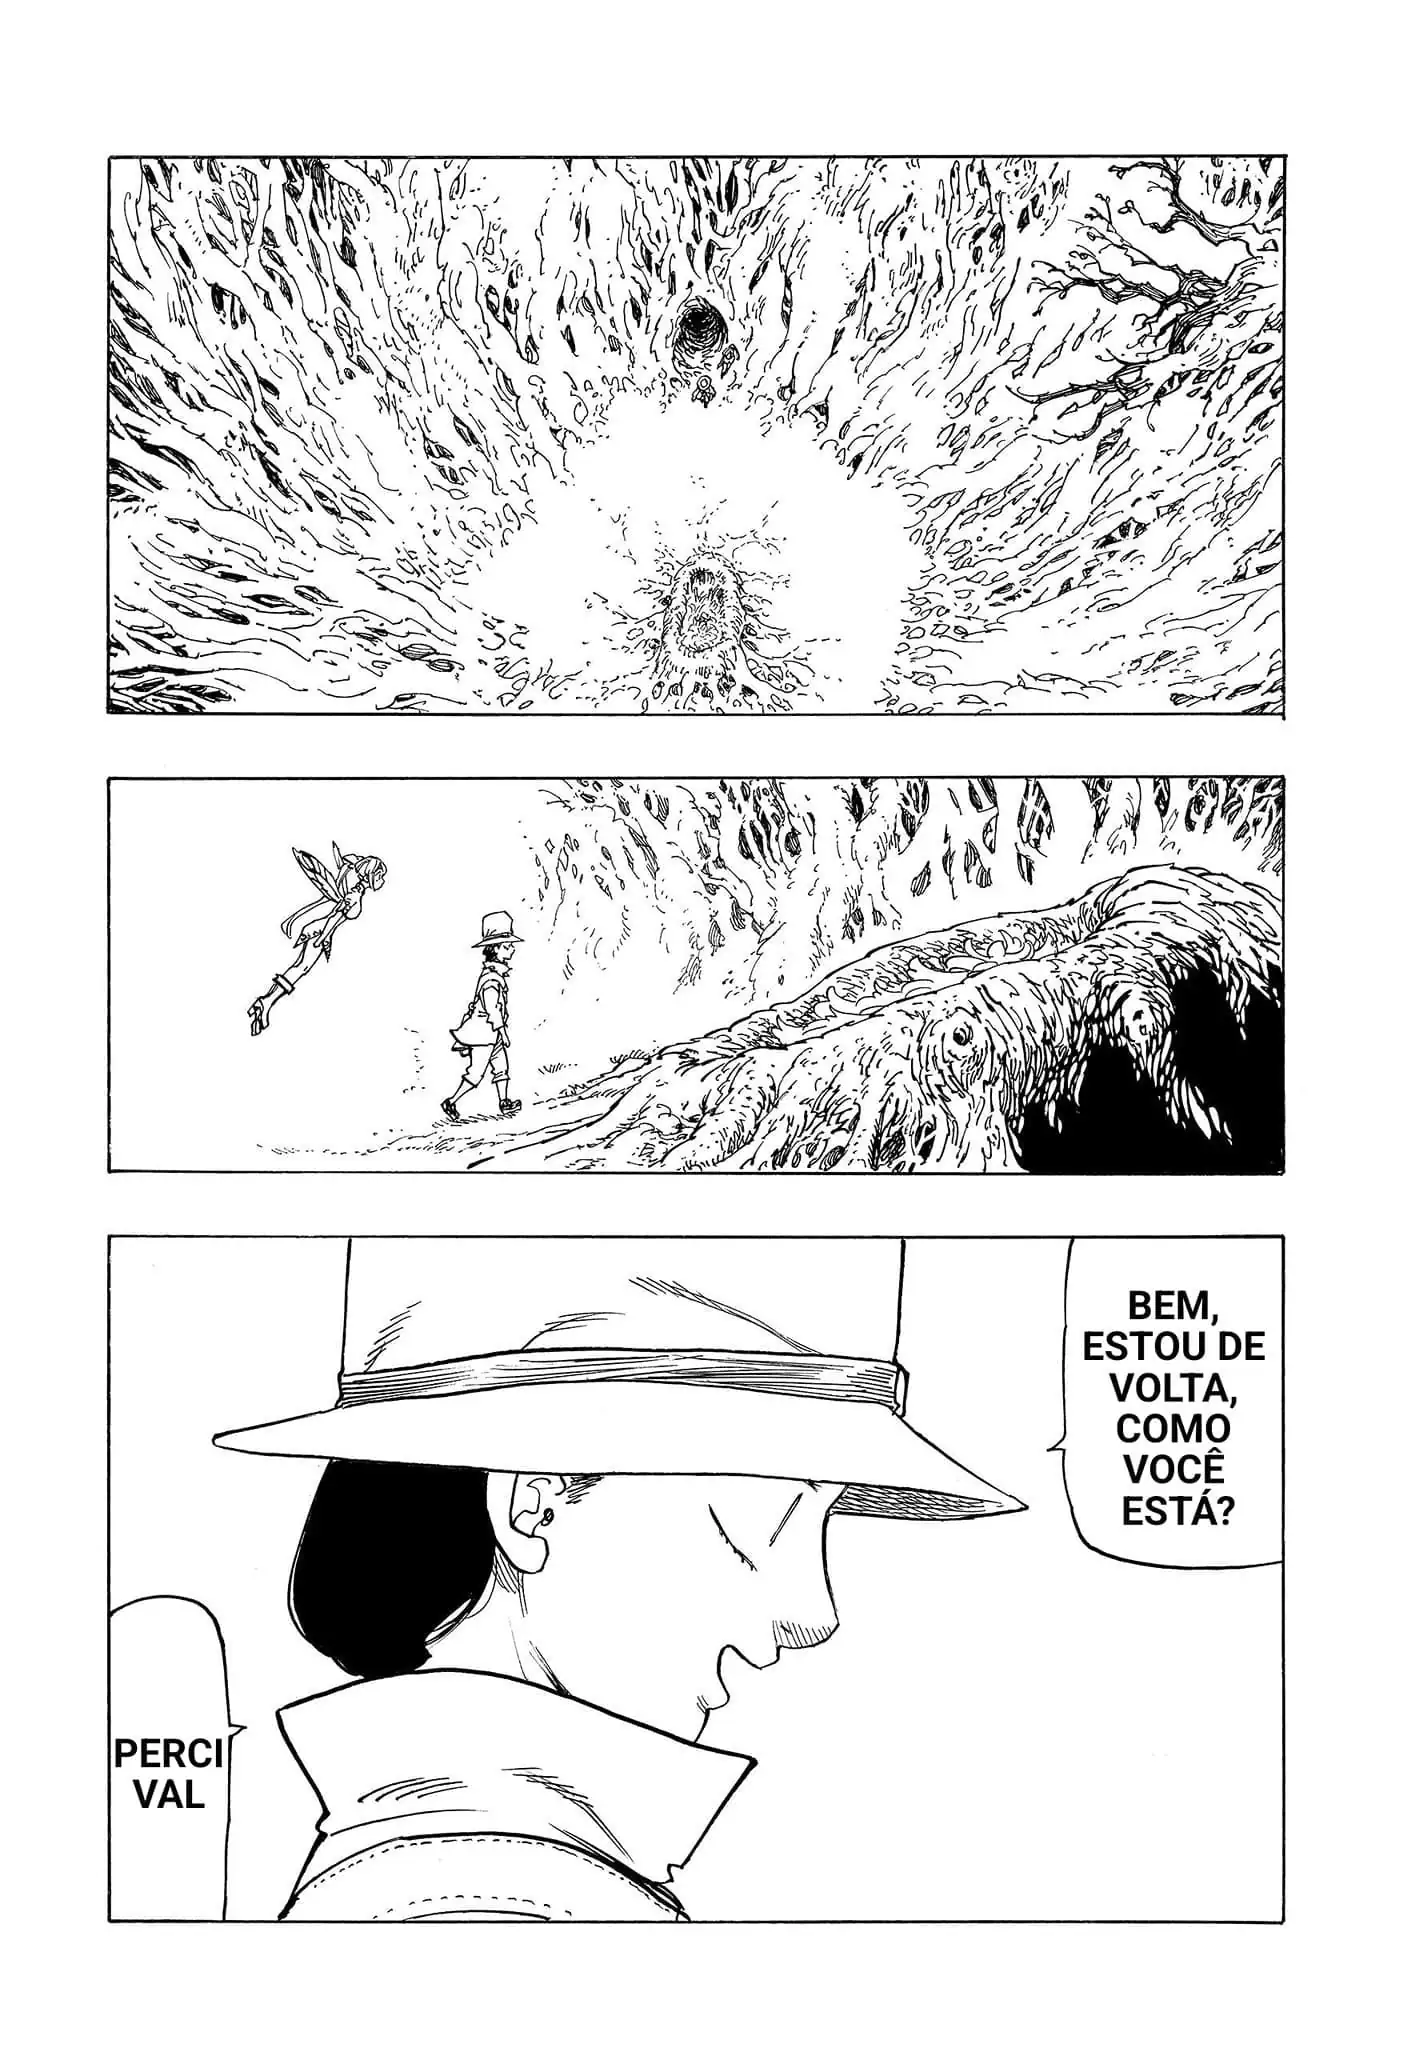 BEM,
ESTOU DE
VOLTA,
COMO
VOCÊ
ESTÁ?
PERCI
VAL